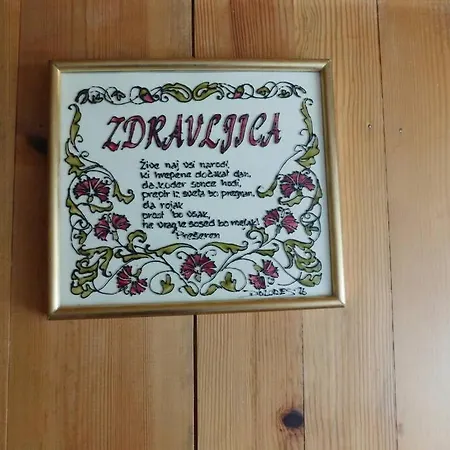 ZDRAVLJICA
Žive naj vsi narodi,
ki hrepene dočakat dan,
da koder sonce hodi,
prepir iz sveta bo pregnan,
da rojak
prost bo vsak,
ne vrag le sosed bo mejak!
Prešeren